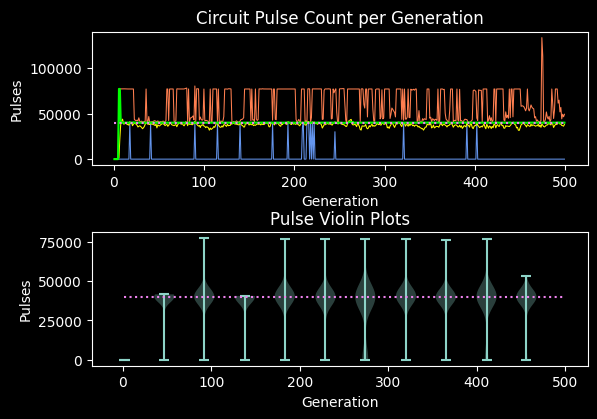 Circuit Pulse Count per Generation
Pulses
100000
50000
0
0 100 200 300 400 500
Generation
Pulse Violin Plots
Pulses
75000
50000
25000
0
0 100 200 300 400 500
Generation